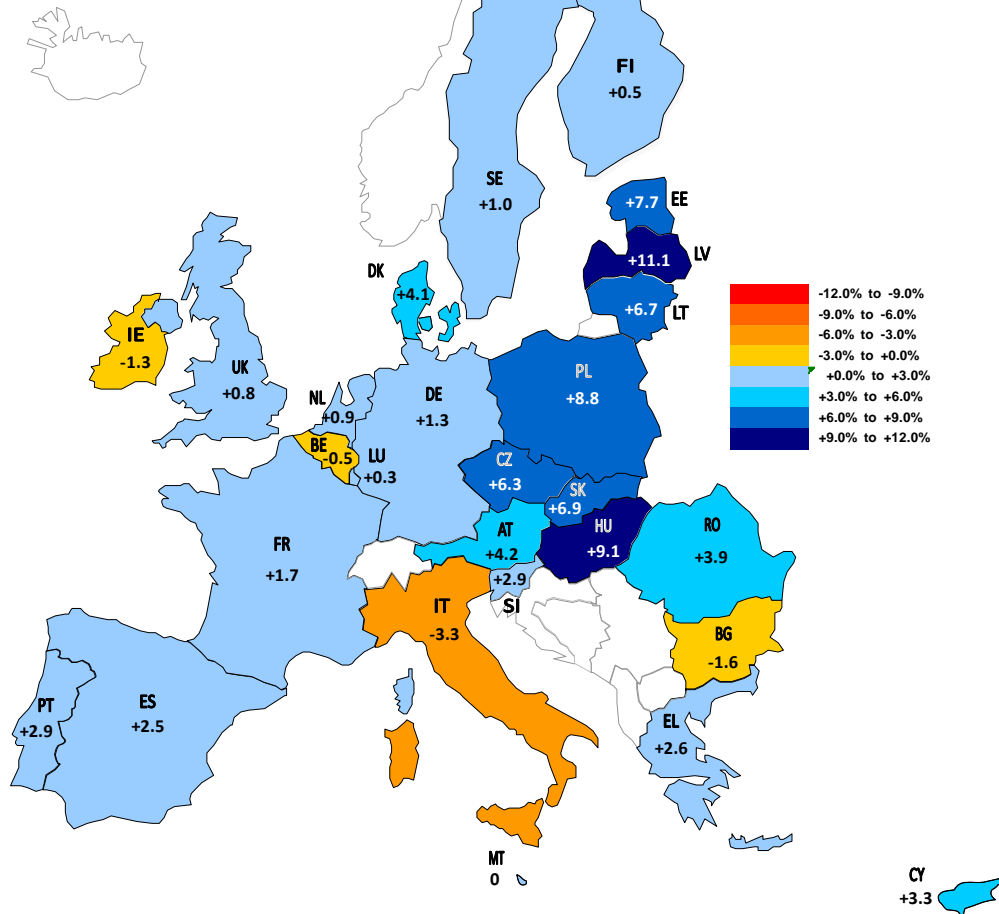 FI
+0.5
SE
+1.0
+7.7 EE
+11.1 LV
+6.7 LT
DK
+4.1
IE
-1.3
UK
+0.8
NL
+0.9
BE
-0.5
LU
+0.3
DE
+1.3
PL
+8.8
CZ
+6.3
SK
+6.9
AT
+4.2
HU
+9.1
RO
+3.9
FR
+1.7
+2.9
SI
IT
-3.3
BG
-1.6
PT
+2.9
ES
+2.5
EL
+2.6
MT
0
CY
+3.3
-12.0% to -9.0%
-9.0% to -6.0%
-6.0% to -3.0%
-3.0% to +0.0%
+0.0% to +3.0%
+3.0% to +6.0%
+6.0% to +9.0%
+9.0% to +12.0%